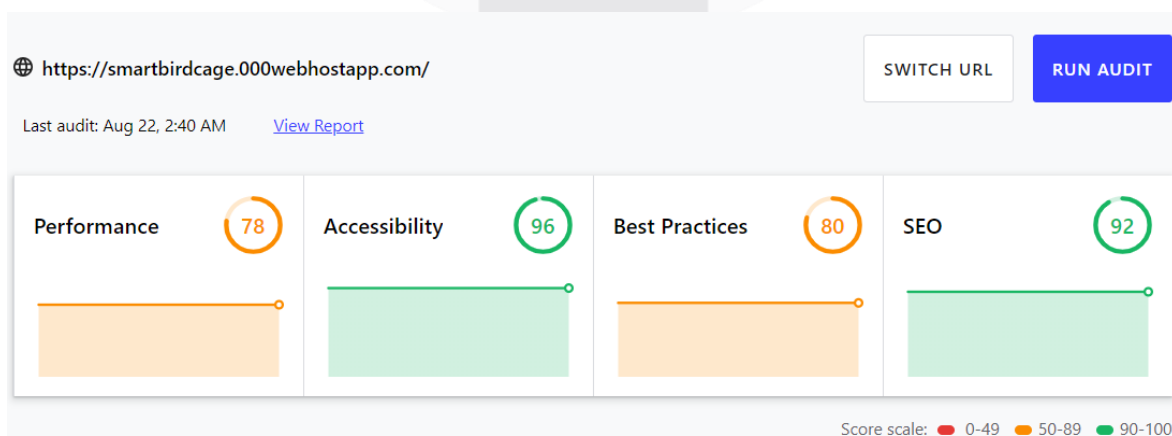 https://smartbirdcage.000webhostapp.com/
SWITCH URL
RUN AUDIT
Last audit: Aug 22, 2:40 AM
View Report
Performance
78
Accessibility
96
Best Practices
80
SEO
92
Score scale: 0-49 50-89 90-100